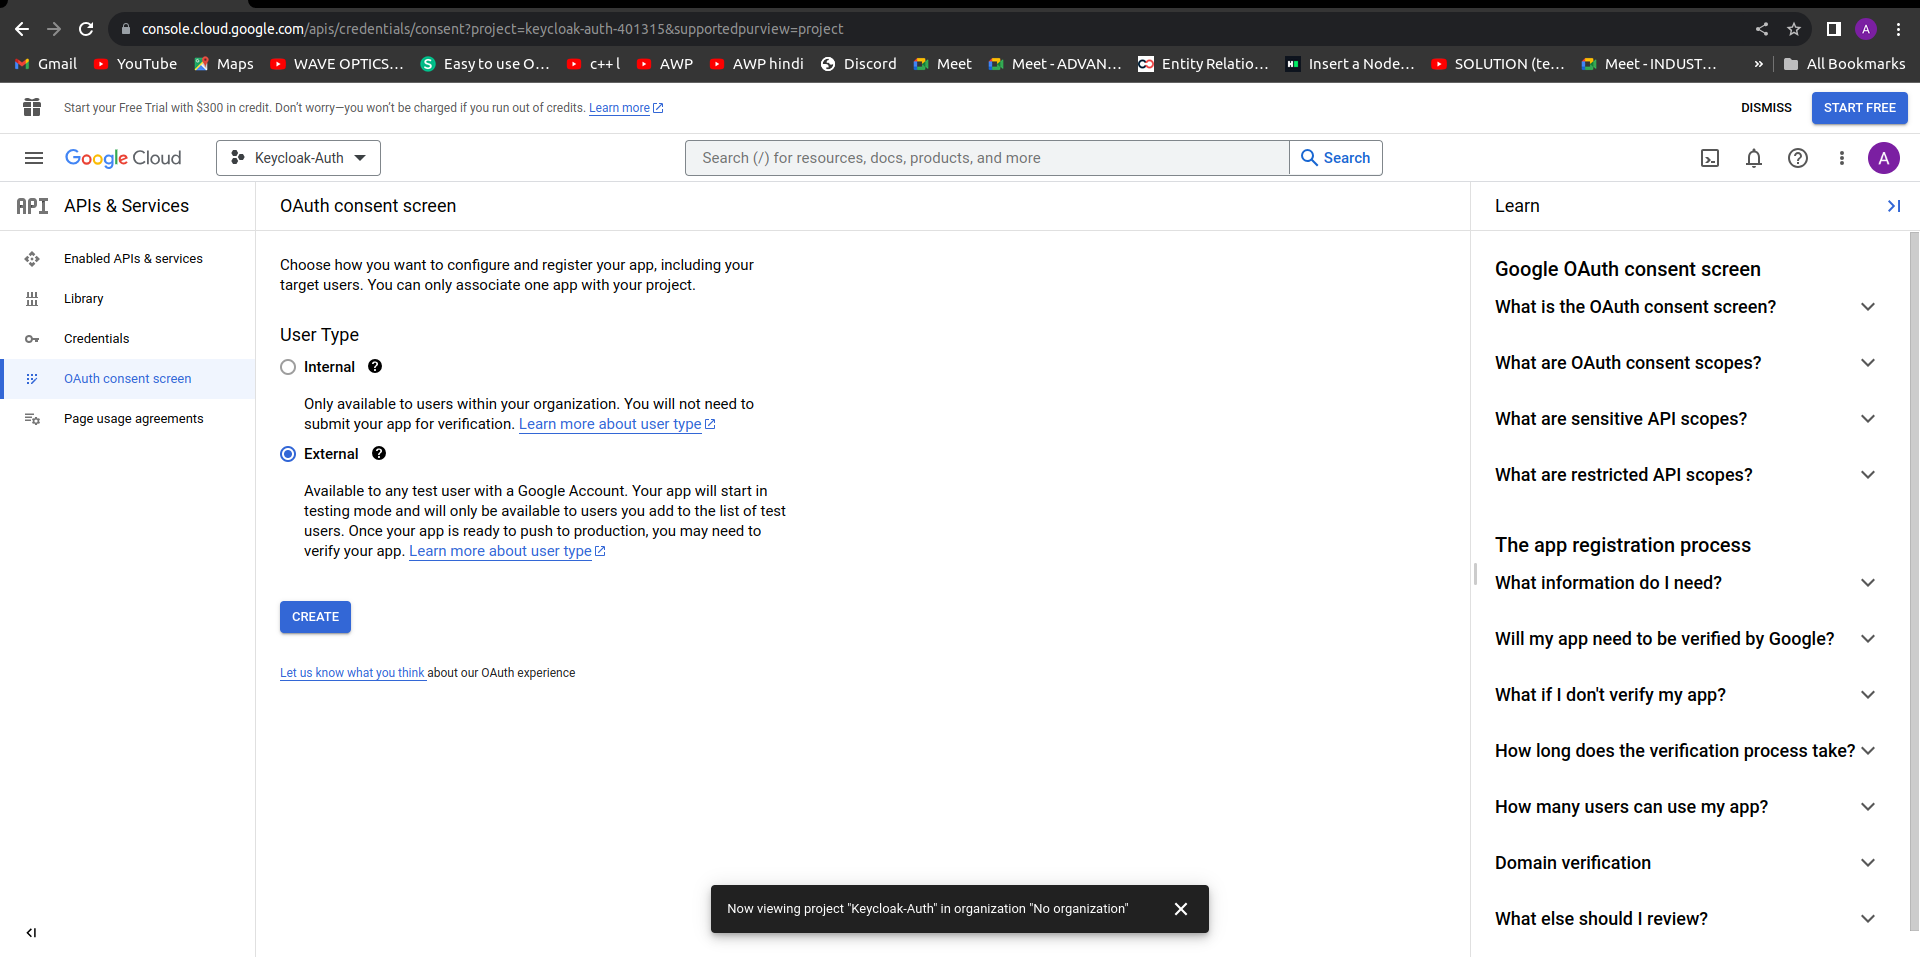 console.cloud.google.com/apis/credentials/consent?project=keycloak-auth-401315&supportedpurview=project
A
Gmail YouTube Maps WAVE OPTICS... Easy to use O... c++ l AWP AWP hindi Discord Meet Meet - ADVAN... Entity Relatio... Insert a Node... SOLUTION (te... Meet - INDUST... » All Bookmarks
Start your Free Trial with $300 in credit. Don't worry—you won't be charged if you run out of credits. Learn more
DISMISS START FREE
Google Cloud Keycloak-Auth Search (/) for resources, docs, products, and more Search A
API APIs & Services
Enabled APIs & services
Library
Credentials
OAuth consent screen
Page usage agreements
OAuth consent screen
Choose how you want to configure and register your app, including your
target users. You can only associate one app with your project.
User Type
Internal
Only available to users within your organization. You will not need to
submit your app for verification. Learn more about user type
External
Available to any test user with a Google Account. Your app will start in
testing mode and will only be available to users you add to the list of test
users. Once your app is ready to push to production, you may need to
verify your app. Learn more about user type
CREATE
Let us know what you think about our OAuth experience
Now viewing project "Keycloak-Auth" in organization "No organization"
Learn
Google OAuth consent screen
What is the OAuth consent screen?
What are OAuth consent scopes?
What are sensitive API scopes?
What are restricted API scopes?
The app registration process
What information do I need?
Will my app need to be verified by Google?
What if I don't verify my app?
How long does the verification process take?
How many users can use my app?
Domain verification
What else should I review?